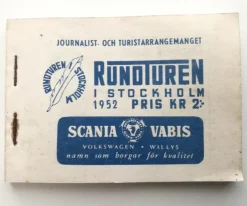 JOURNALIST- OCH TURISTARRANGEMANGET
RUNDTUREN STOCKHOLM
RUNDTUREN
I STOCKHOLM
1952 PRIS KR 2:-
SCANIA VABIS
VOLKSWAGEN · WILLYS
namn som borgar för kvalitet